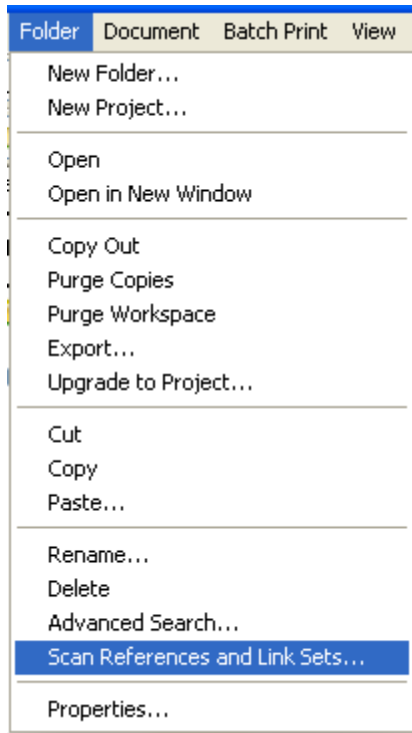 Folder Document Batch Print View
New Folder...
New Project...
Open
Open in New Window
Copy Out
Purge Copies
Purge Workspace
Export...
Upgrade to Project...
Cut
Copy
Paste...
Rename...
Delete
Advanced Search...
Scan References and Link Sets...
Properties...